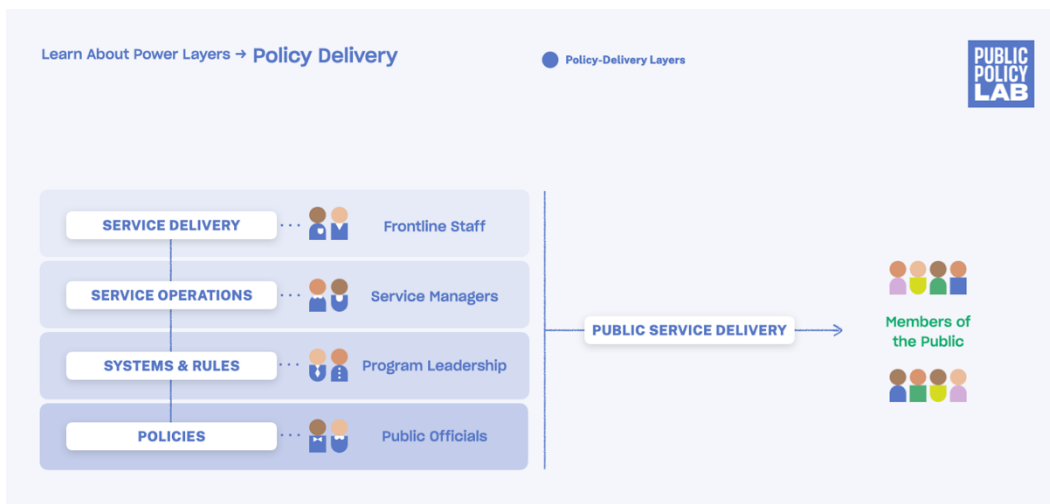 Learn About Power Layers → Policy Delivery
Policy-Delivery Layers
PUBLIC
POLICY
LAB
SERVICE DELIVERY
Frontline Staff
SERVICE OPERATIONS
Service Managers
SYSTEMS & RULES
Program Leadership
POLICIES
Public Officials
PUBLIC SERVICE DELIVERY
Members of
the Public